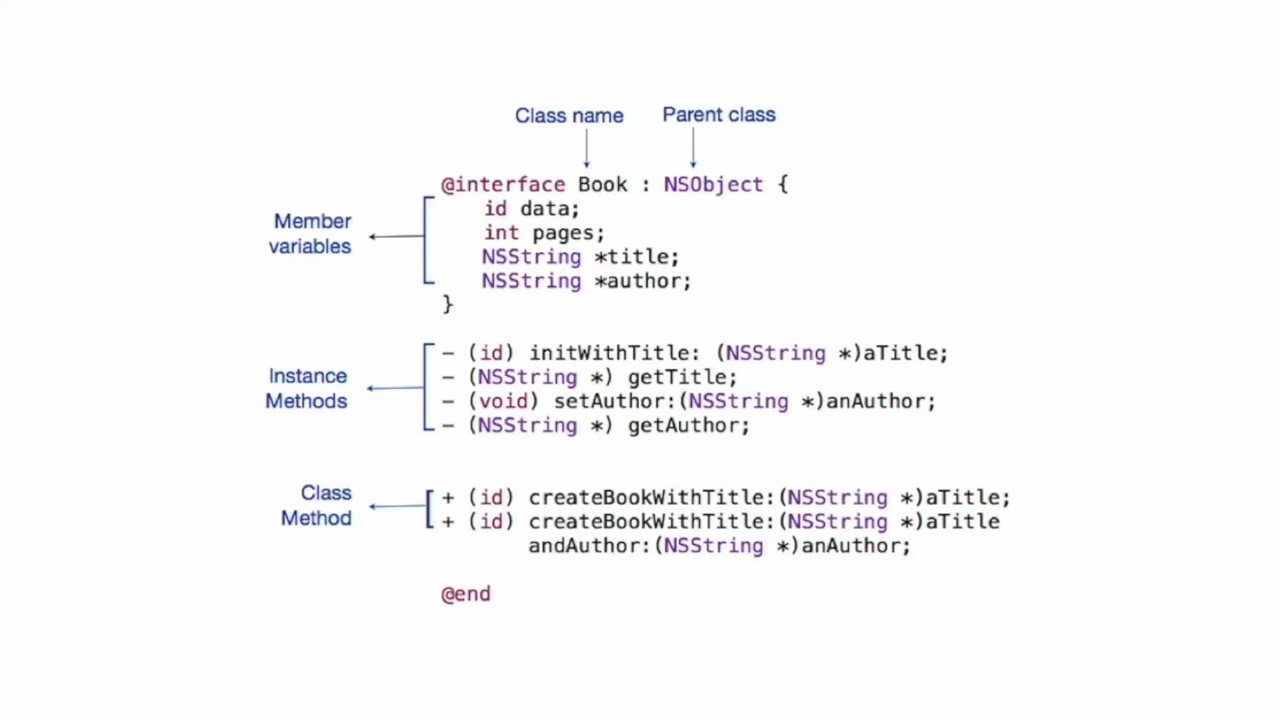 Class name
Parent class
@interface Book : NSObject {
Member
variables
id data;
int pages;
NSString *title;
NSString *author;
}
Instance
Methods
- (id) initWithTitle: (NSString *)aTitle;
- (NSString *) getTitle;
- (void) setAuthor:(NSString *)anAuthor;
- (NSString *) getAuthor;
Class
Method
+ (id) createBookWithTitle:(NSString *)aTitle;
+ (id) createBookWithTitle:(NSString *)aTitle
andAuthor:(NSString *)anAuthor;
@end